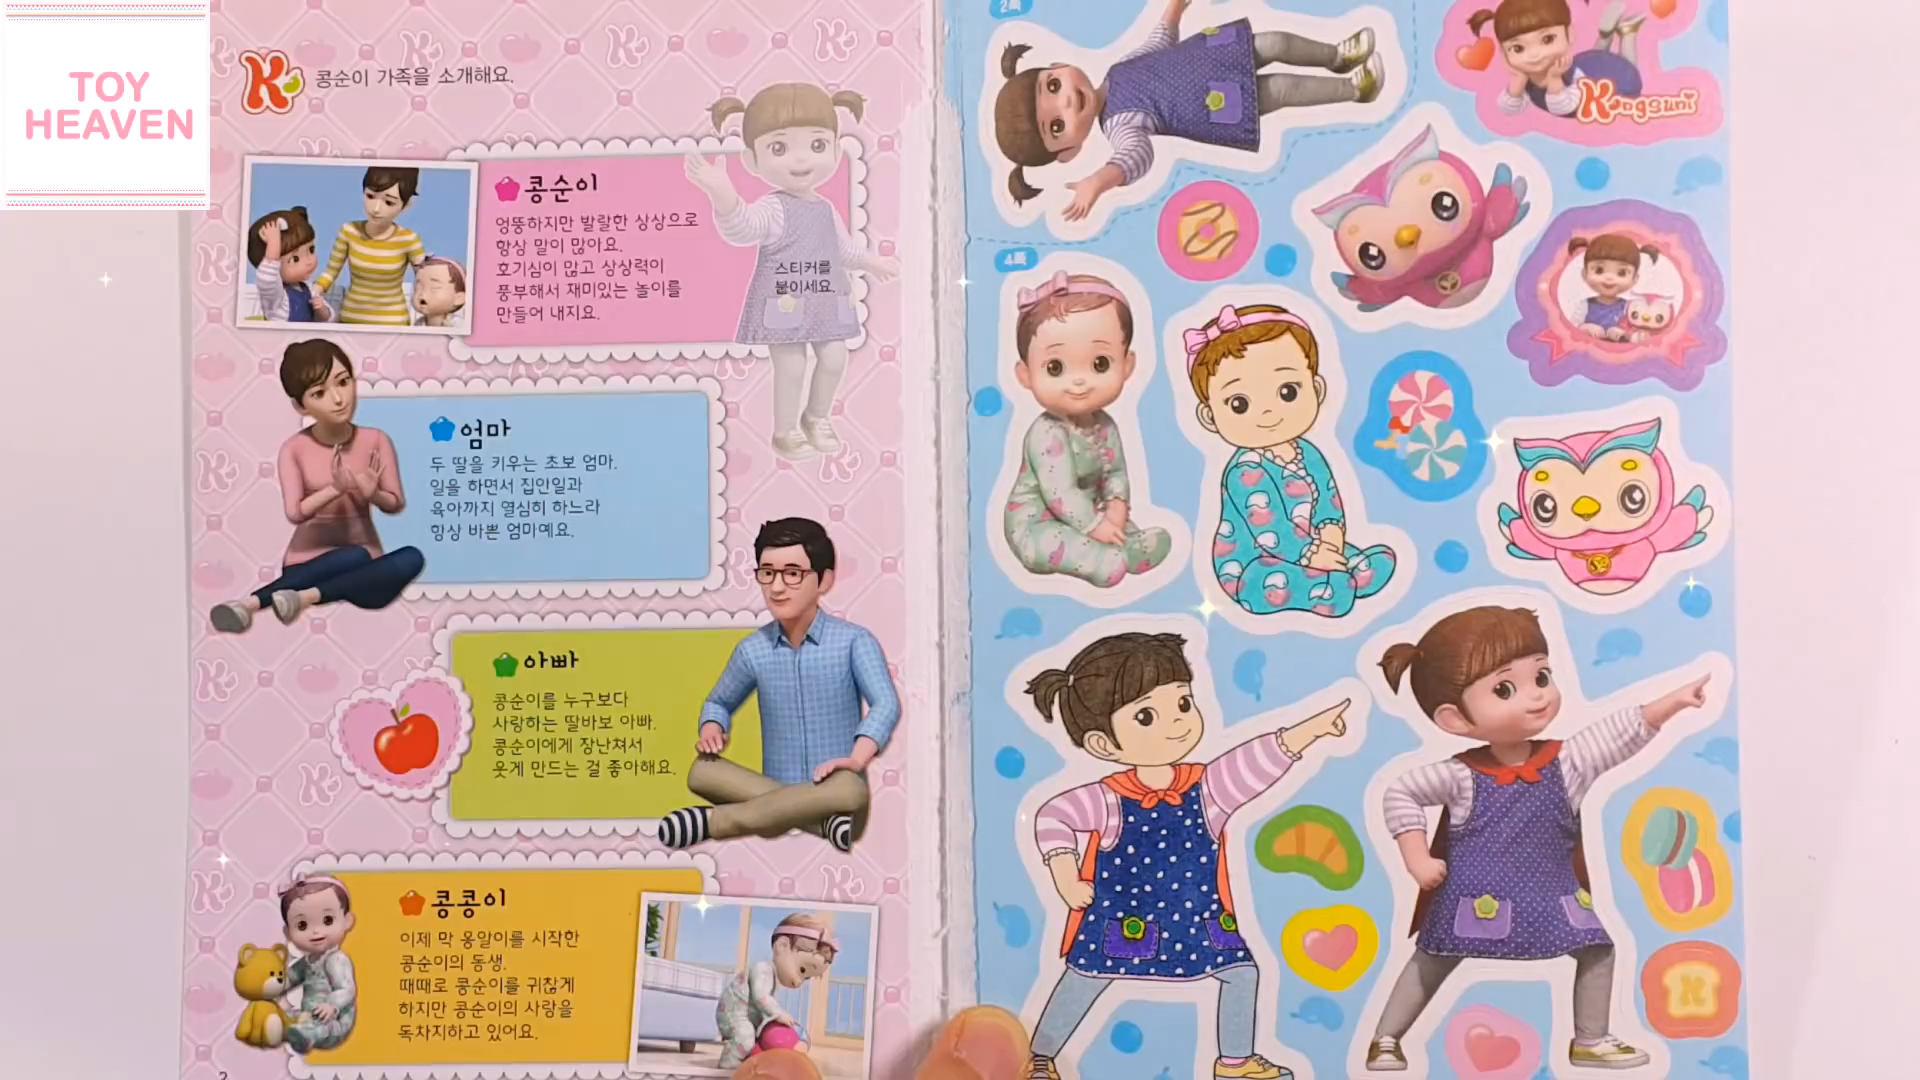 TOY
HEAVEN
콩순이 가족을 소개해요.
콩순이
엉뚱하지만 발랄한 상상으로
항상 말이 많아요.
호기심이 많고 상상력이
풍부해서 재미있는 놀이를
만들어 내지요.
스티커를
붙이세요.
엄마
두 딸을 키우는 초보 엄마.
일을 하면서 집안일과
육아까지 열심히 하느라
항상 바쁜 엄마예요.
아빠
콩순이를 누구보다
사랑하는 딸바보 아빠.
콩순이에게 장난쳐서
웃게 만드는 걸 좋아해요.
콩콩이
이제 막 옹알이를 시작한
콩순이의 동생.
때때로 콩순이를 귀찮게
하지만 콩순이의 사랑을
독차지하고 있어요.
2
2쪽
Kongsuni
4쪽